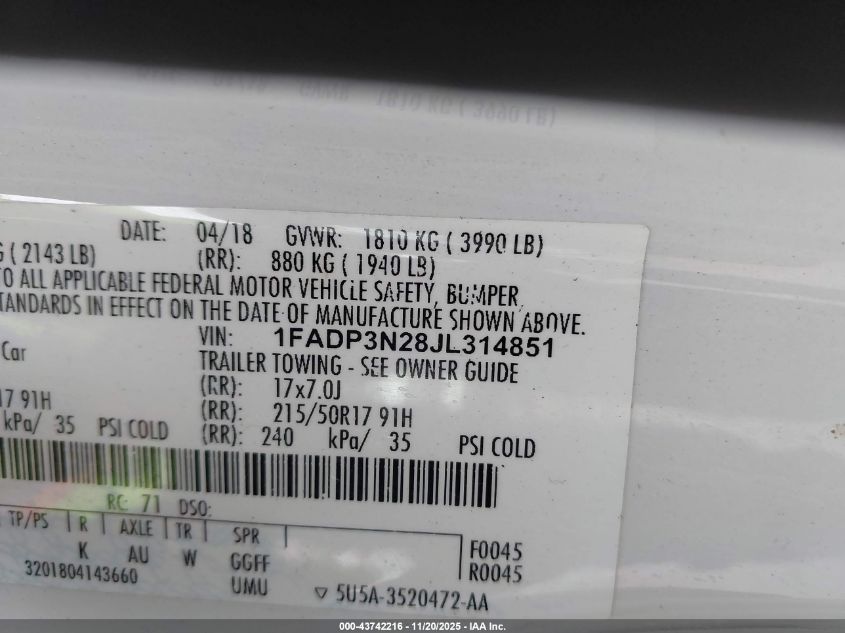 DATE: 04/18 GVWR: 1810 KG ( 3990 LB)
G ( 2143 LB) (RR): 880 KG ( 1940 LB)
TO ALL APPLICABLE FEDERAL MOTOR VEHICLE SAFETY, BUMPER,
STANDARDS IN EFFECT ON THE DATE OF MANUFACTURE SHOWN ABOVE.
VIN: 1FADP3N28JL314851
Car TRAILER TOWING - SEE OWNER GUIDE
(RR): 17x7.0J
17 91H (RR): 215/50R17 91H
kPa/ 35 PSI COLD (RR): 240 kPa/ 35 PSI COLD
RC: 71 DSO:
TP/PS R AXLE TR SPR
K AU W GGFF F0045
3201804143660 UMU R0045
▽ 5U5A-3520472-AA
000-43742216 - 11/20/2025 - IAA Inc.